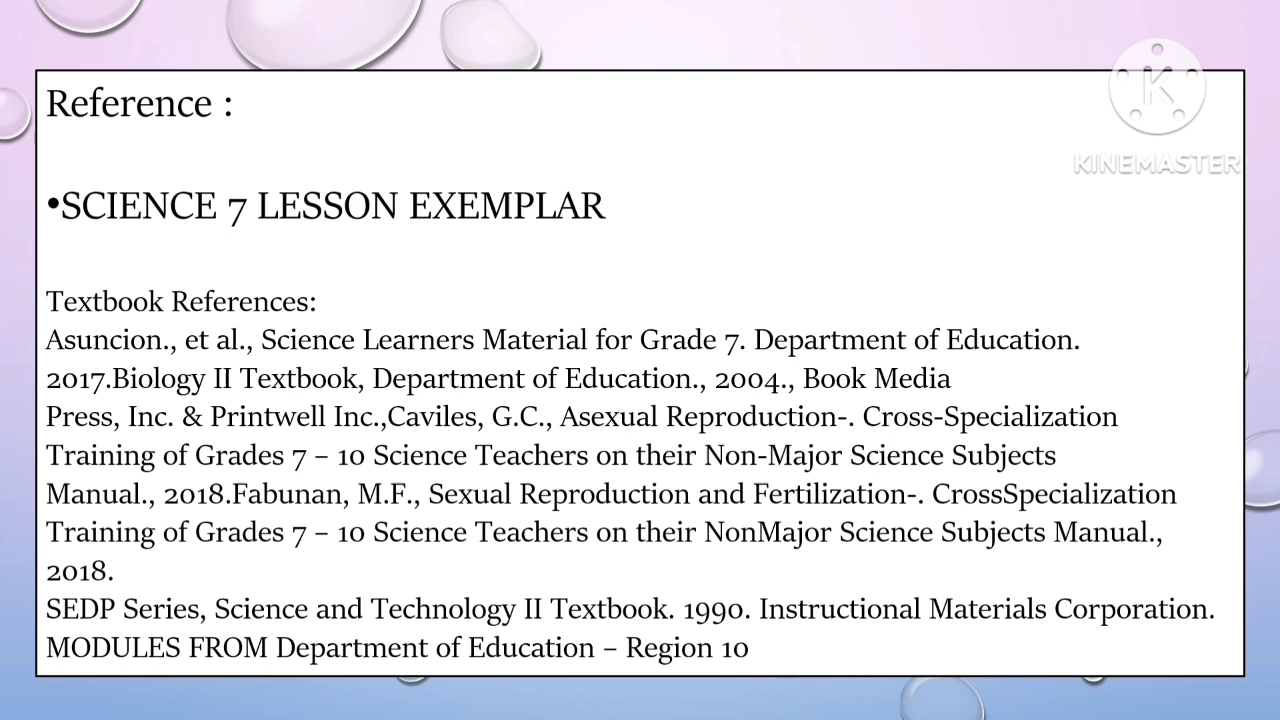 Reference :
•SCIENCE 7 LESSON EXEMPLAR
Textbook References:
Asuncion., et al., Science Learners Material for Grade 7. Department of Education.
2017.Biology II Textbook, Department of Education., 2004., Book Media
Press, Inc. & Printwell Inc.,Caviles, G.C., Asexual Reproduction-. Cross-Specialization
Training of Grades 7 – 10 Science Teachers on their Non-Major Science Subjects
Manual., 2018.Fabunan, M.F., Sexual Reproduction and Fertilization-. CrossSpecialization
Training of Grades 7 – 10 Science Teachers on their NonMajor Science Subjects Manual.,
2018.
SEDP Series, Science and Technology II Textbook. 1990. Instructional Materials Corporation.
MODULES FROM Department of Education – Region 10
K
KINEMASTER